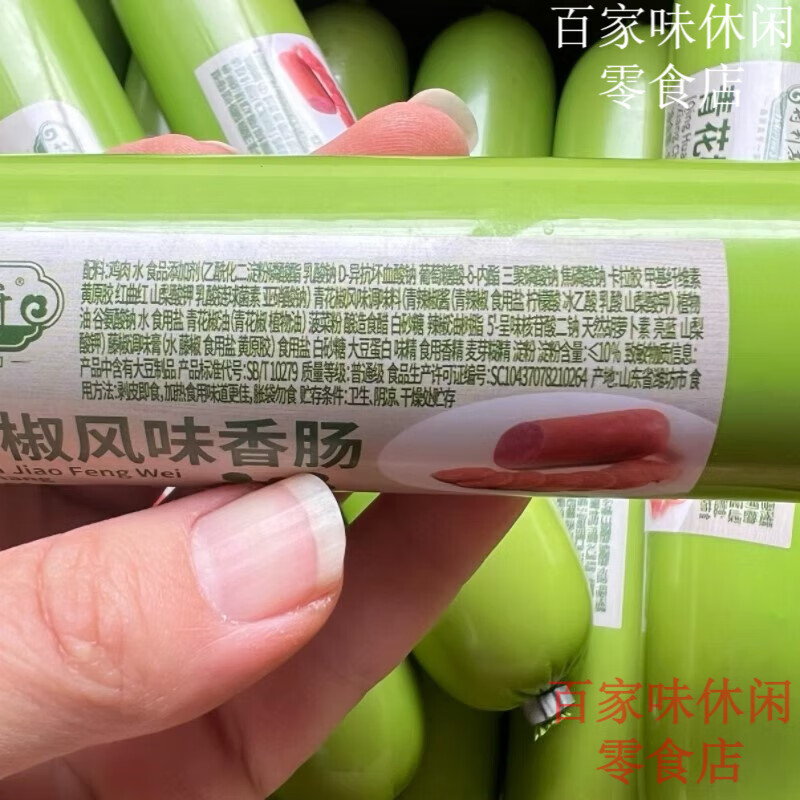 百家味休闲
零食店
青花
配料:鸡肉 水 食品添加剂(乙酰化二淀粉磷酸酯 乳酸钠 D-异抗坏血酸钠 葡萄糖酸-δ-内酯 三聚磷酸钠 焦磷酸钠 卡拉胶 甲基纤维素
黄原胶 红曲红 山梨酸钾 乳酸链球菌素 亚硝酸钠) 青花椒风味调味料(青辣椒酱(青辣椒 食用盐 柠檬酸 冰乙酸 乳酸 山梨酸钾) 植物
油 谷氨酸钠 水 食用盐 青花椒油(青花椒 植物油) 菠菜粉 酿造食醋 白砂糖 辣椒油树脂 5'-呈味核苷酸二钠 天然胡萝卜素 亮蓝 山梨
酸钾) 藤椒调味膏(水 藤椒 食用盐 黄原胶) 食用盐 白砂糖 大豆蛋白 味精 食用香精 麦芽糊精 淀粉 淀粉含量:≤10% 致敏物质信息:
产品中含有大豆制品 产品标准代号:SB/T10279 质量等级:普通级 食品生产许可证编号:SC10437078210264 产地:山东省潍坊市 食
用方法:剥皮即食,加热食用味道更佳,胀袋勿食 贮存条件:卫生、阴凉、干燥处贮存
椒风味香肠
Jiao Feng Wei
百家味休闲
零食店